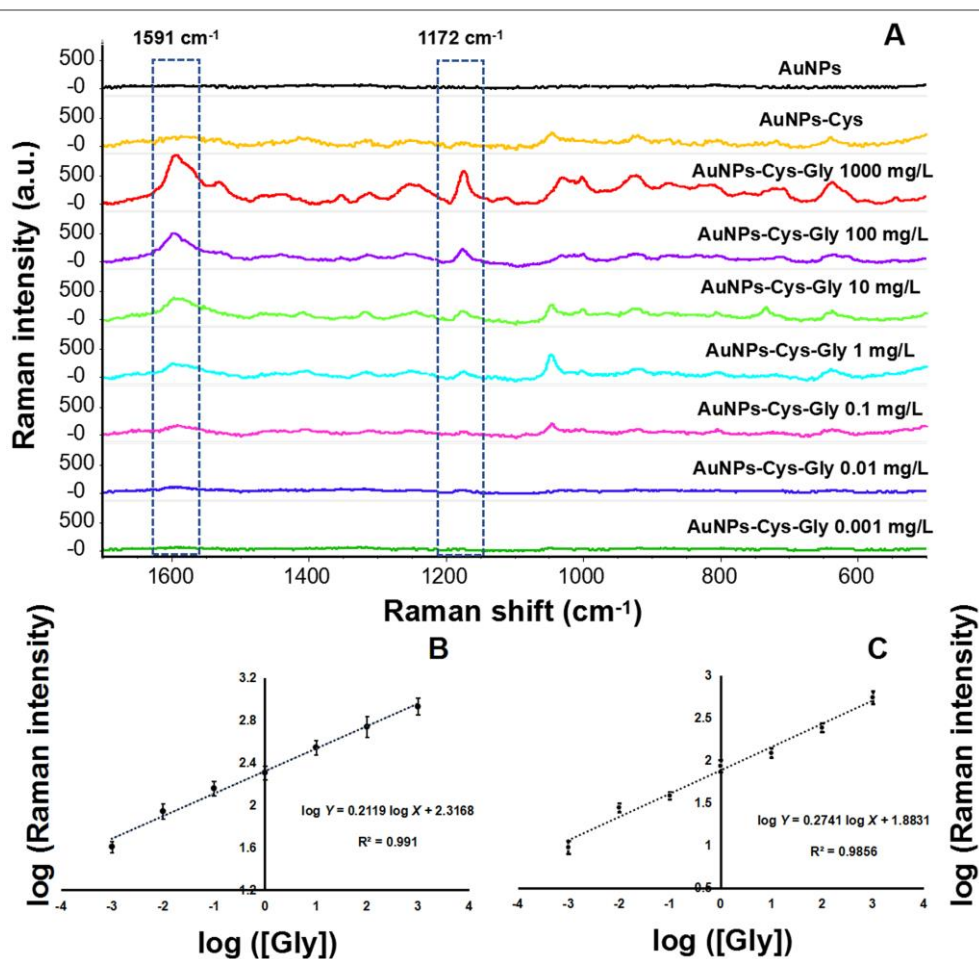 1591 cm-1
1172 cm-1
A
Raman intensity (a.u.)
500
-0
AuNPs
500
-0
AuNPs-Cys
500
-0
AuNPs-Cys-Gly 1000 mg/L
500
-0
AuNPs-Cys-Gly 100 mg/L
500
-0
AuNPs-Cys-Gly 10 mg/L
500
-0
AuNPs-Cys-Gly 1 mg/L
500
-0
AuNPs-Cys-Gly 0.1 mg/L
500
-0
AuNPs-Cys-Gly 0.01 mg/L
500
-0
AuNPs-Cys-Gly 0.001 mg/L
1600 1400 1200 1000 800 600
Raman shift (cm-1)
B
log (Raman intensity)
3.2
2.8
2.4
2
1.6
1.2
log Y = 0.2119 log X + 2.3168
R² = 0.991
-4 -3 -2 -1 0 1 2 3 4
log ([Gly])
C
log (Raman intensity)
3
2.5
2
1.5
1
0.5
log Y = 0.2741 log X + 1.8831
R² = 0.9856
-4 -3 -2 -1 0 1 2 3 4
log ([Gly])